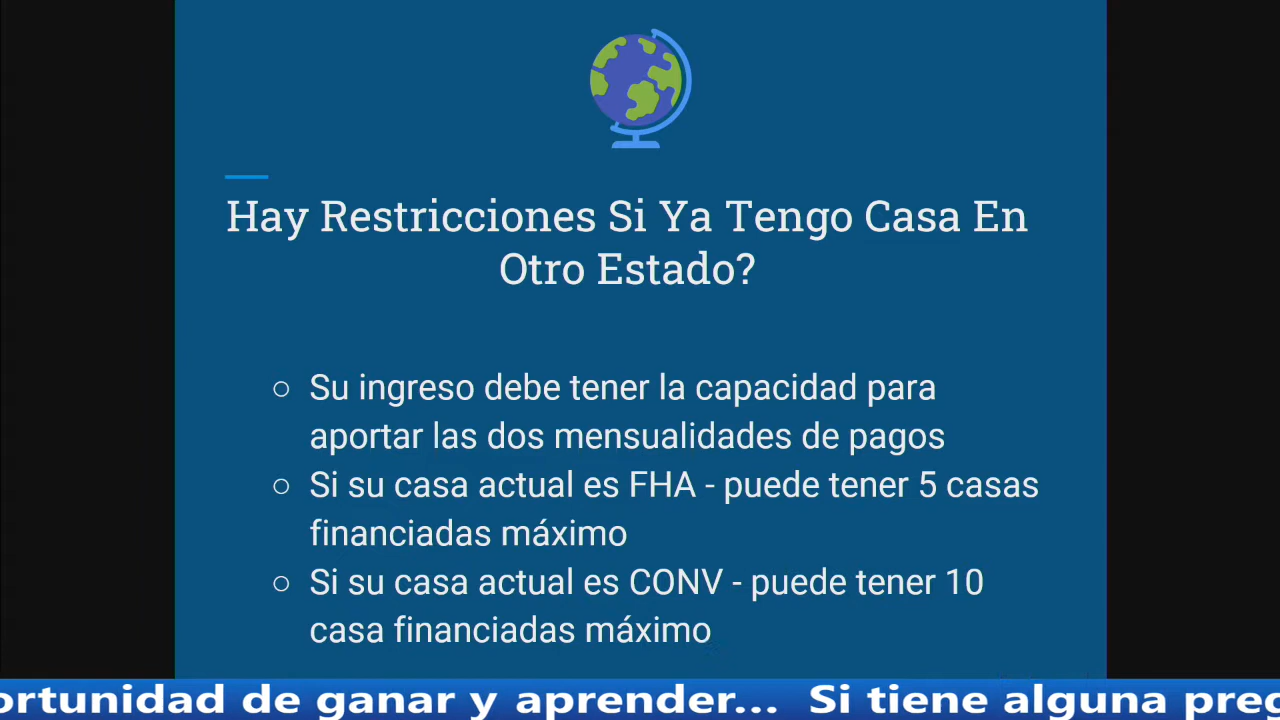 Hay Restricciones Si Ya Tengo Casa En
Otro Estado?
○ Su ingreso debe tener la capacidad para
aportar las dos mensualidades de pagos
○ Si su casa actual es FHA - puede tener 5 casas
financiadas máximo
○ Si su casa actual es CONV - puede tener 10
casa financiadas máximo
ortunidad de ganar y aprender... Si tiene alguna preg